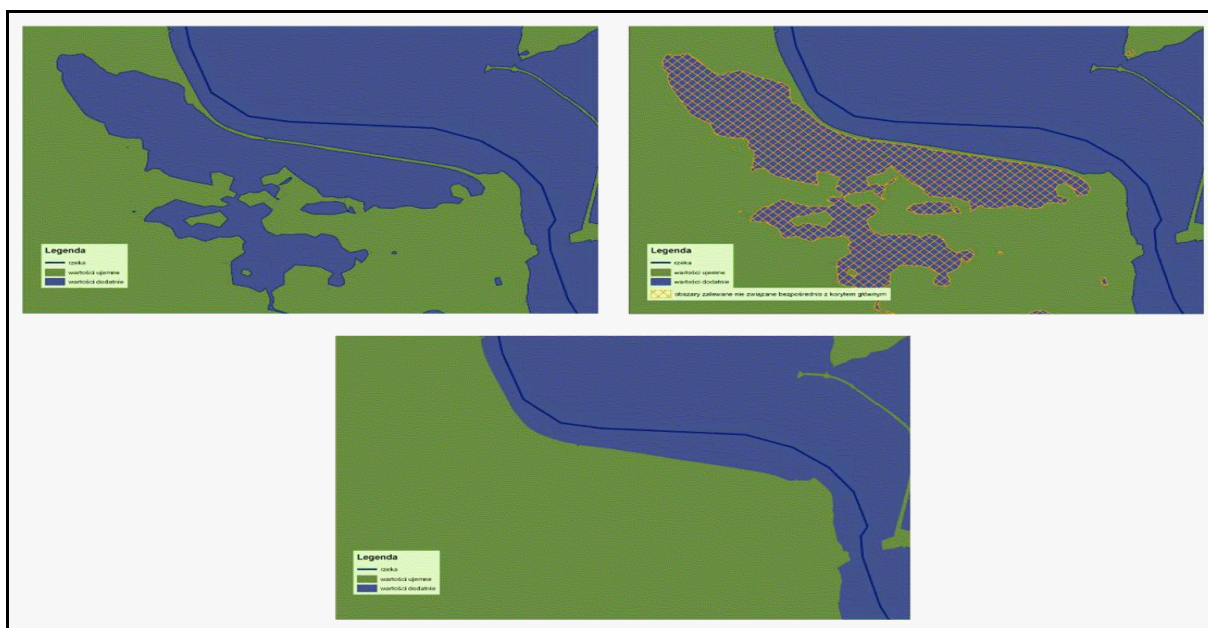 Legenda
rzeka
wartości ujemne
wartości dodatnie
Legenda
rzeka
wartości ujemne
wartości dodatnie
obszary zalewane nie związane bezpośrednio z korytem głównym
Legenda
rzeka
wartości ujemne
wartości dodatnie